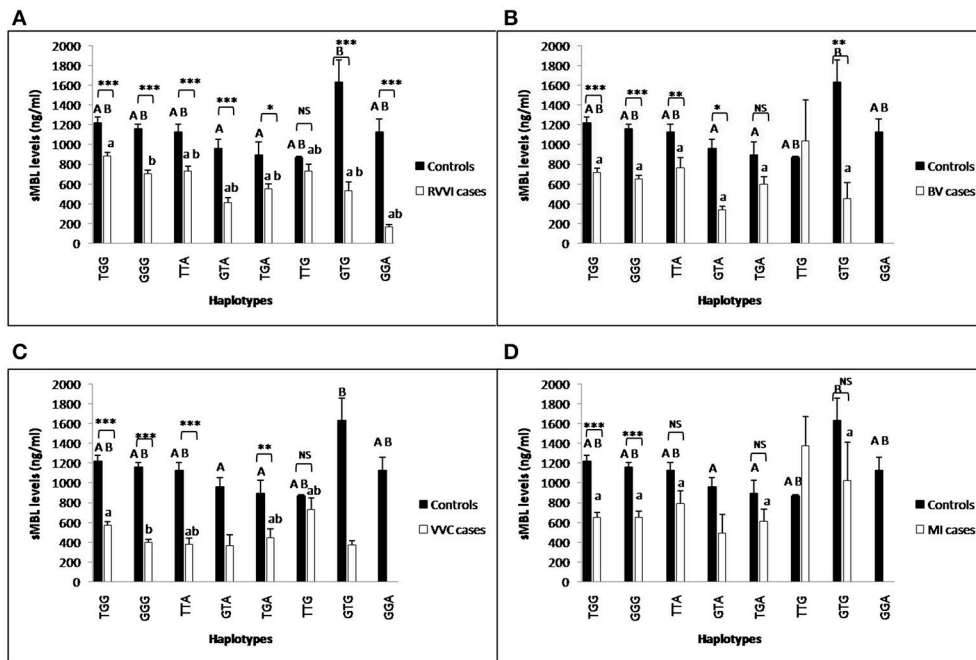 A
sMBL levels (ng/ml)
2000
1800
1600
1400
1200
1000
800
600
400
200
0
*** *** *** *** * NS *** ***
A B A B A B A A A B B A B
a b a b ab a b ab a b ab
TGG GGG TTA GTA TGA TTG GTG GGA
Haplotypes
Controls
RVVI cases
B
sMBL levels (ng/ml)
2000
1800
1600
1400
1200
1000
800
600
400
200
0
*** *** ** * NS **
A B A B A B A A A B B A B
a a a a a a
TGG GGG TTA GTA TGA TTG GTG GGA
Haplotypes
Controls
BV cases
C
sMBL levels (ng/ml)
2000
1800
1600
1400
1200
1000
800
600
400
200
0
*** *** *** ** NS
A B A B A B A A A B B A B
a b ab ab ab
TGG GGG TTA GTA TGA TTG GTG GGA
Haplotypes
Controls
VVC cases
D
sMBL levels (ng/ml)
2000
1800
1600
1400
1200
1000
800
600
400
200
0
*** *** NS NS NS
A B A B A B A A A B B A B
a a a a a
TGG GGG TTA GTA TGA TTG GTG GGA
Haplotypes
Controls
MI cases